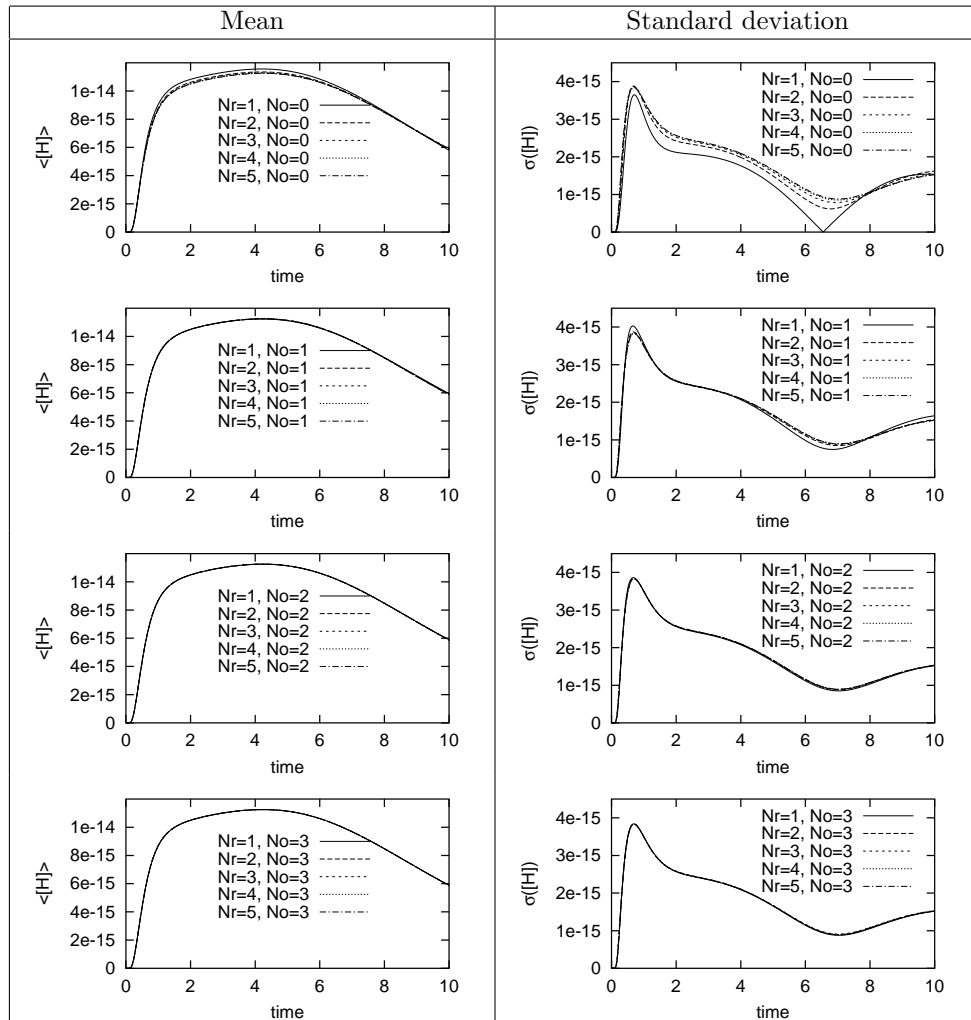 Mean
Standard deviation
<[H]>
1e-14
8e-15
6e-15
4e-15
2e-15
0
Nr=1, No=0
Nr=2, No=0
Nr=3, No=0
Nr=4, No=0
Nr=5, No=0
0 2 4 6 8 10
time
σ([H])
4e-15
3e-15
2e-15
1e-15
0
Nr=1, No=0
Nr=2, No=0
Nr=3, No=0
Nr=4, No=0
Nr=5, No=0
0 2 4 6 8 10
time
<[H]>
1e-14
8e-15
6e-15
4e-15
2e-15
0
Nr=1, No=1
Nr=2, No=1
Nr=3, No=1
Nr=4, No=1
Nr=5, No=1
0 2 4 6 8 10
time
σ([H])
4e-15
3e-15
2e-15
1e-15
0
Nr=1, No=1
Nr=2, No=1
Nr=3, No=1
Nr=4, No=1
Nr=5, No=1
0 2 4 6 8 10
time
<[H]>
1e-14
8e-15
6e-15
4e-15
2e-15
0
Nr=1, No=2
Nr=2, No=2
Nr=3, No=2
Nr=4, No=2
Nr=5, No=2
0 2 4 6 8 10
time
σ([H])
4e-15
3e-15
2e-15
1e-15
0
Nr=1, No=2
Nr=2, No=2
Nr=3, No=2
Nr=4, No=2
Nr=5, No=2
0 2 4 6 8 10
time
<[H]>
1e-14
8e-15
6e-15
4e-15
2e-15
0
Nr=1, No=3
Nr=2, No=3
Nr=3, No=3
Nr=4, No=3
Nr=5, No=3
0 2 4 6 8 10
time
σ([H])
4e-15
3e-15
2e-15
1e-15
0
Nr=1, No=3
Nr=2, No=3
Nr=3, No=3
Nr=4, No=3
Nr=5, No=3
0 2 4 6 8 10
time